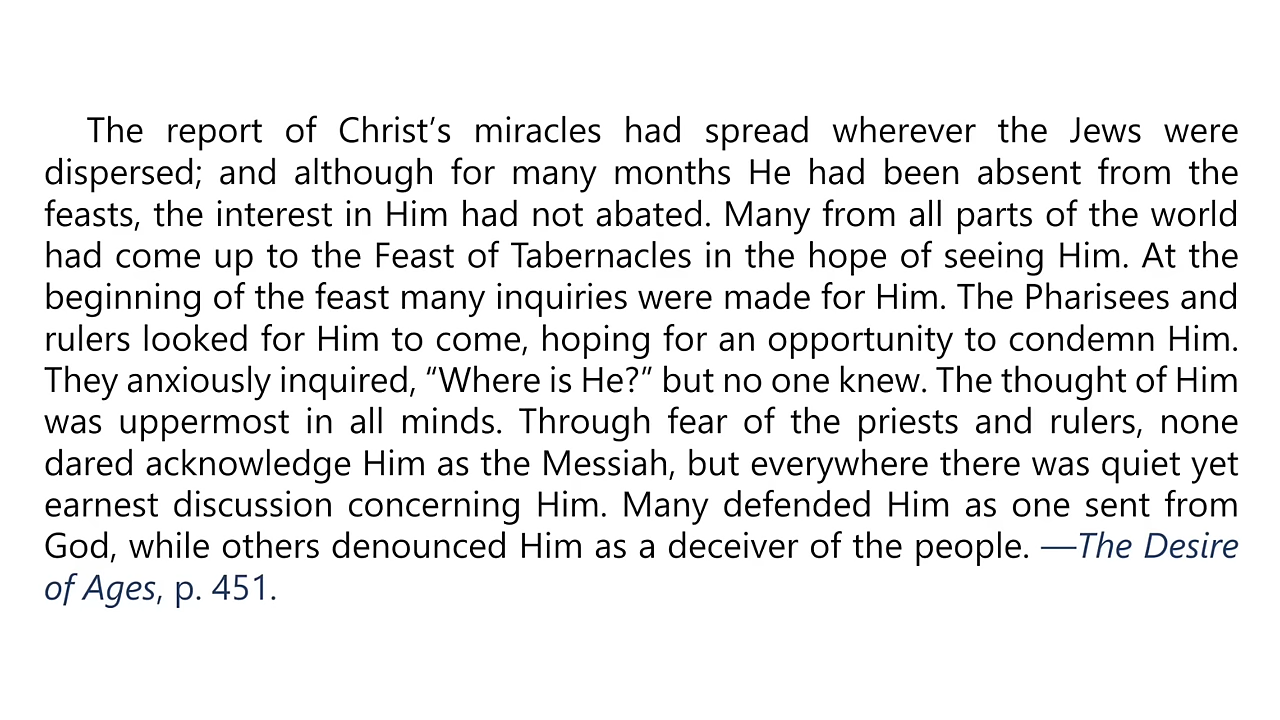 The report of Christ’s miracles had spread wherever the Jews were
dispersed; and although for many months He had been absent from the
feasts, the interest in Him had not abated. Many from all parts of the world
had come up to the Feast of Tabernacles in the hope of seeing Him. At the
beginning of the feast many inquiries were made for Him. The Pharisees and
rulers looked for Him to come, hoping for an opportunity to condemn Him.
They anxiously inquired, “Where is He?” but no one knew. The thought of Him
was uppermost in all minds. Through fear of the priests and rulers, none
dared acknowledge Him as the Messiah, but everywhere there was quiet yet
earnest discussion concerning Him. Many defended Him as one sent from
God, while others denounced Him as a deceiver of the people. —The Desire
of Ages, p. 451.